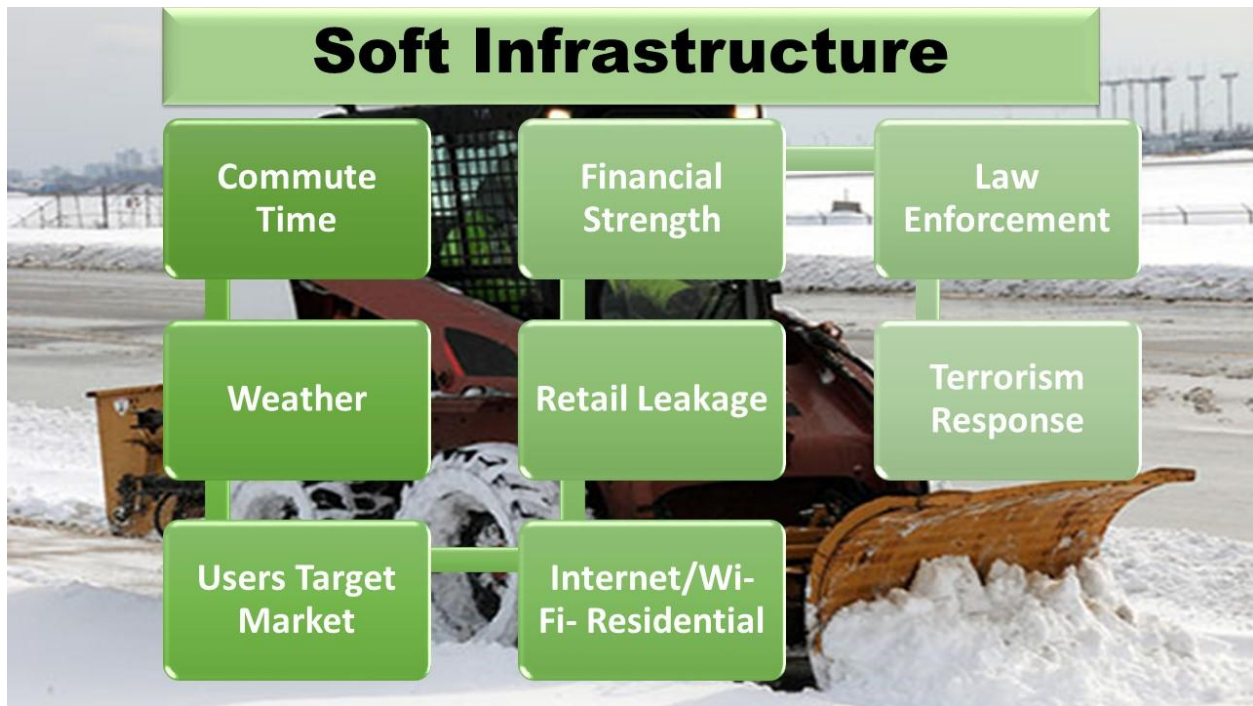 Soft Infrastructure
Commute
Time
Financial
Strength
Law
Enforcement
Weather
Retail Leakage
Terrorism
Response
Users Target
Market
Internet/Wi-
Fi- Residential